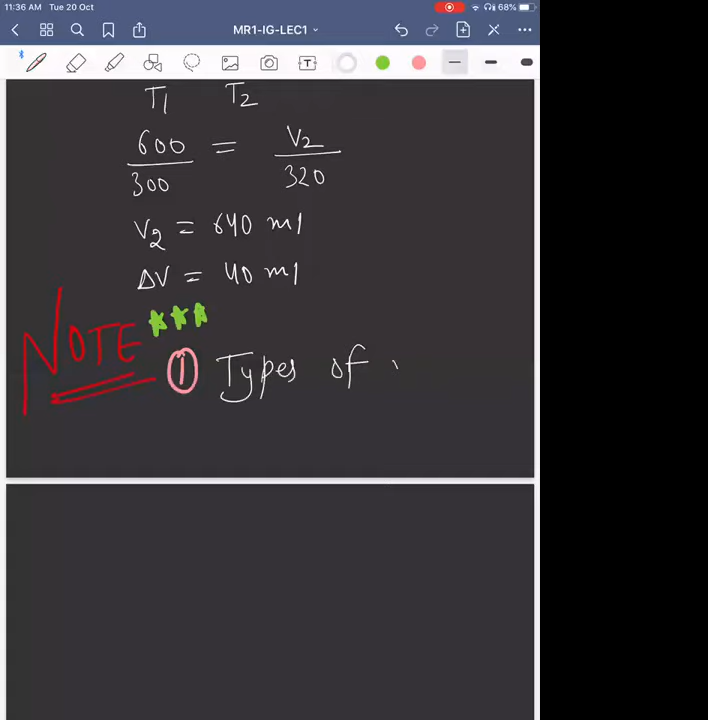 11:36 AM Tue 20 Oct 68%
MR1-IG-LEC1
T1 T2
600 = V2
300 320
V2 = 640 ml
ΔV = 40 ml
NOTE
① Types of